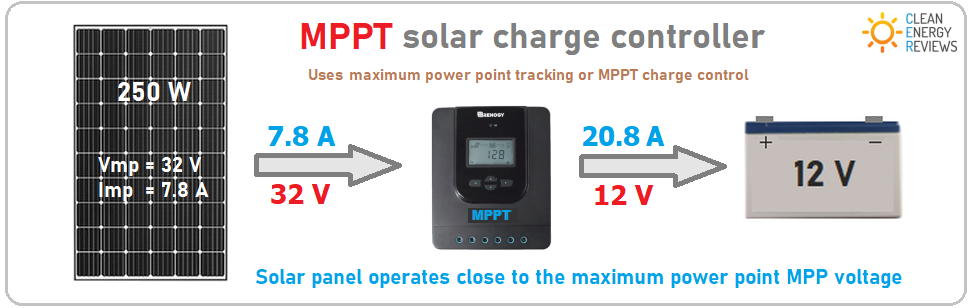 MPPT solar charge controller
CLEAN
ENERGY
REVIEWS
Uses maximum power point tracking or MPPT charge control
250 W
Vmp = 32 V
Imp = 7.8 A
7.8 A
32 V
RENOGY
128
MPPT
20.8 A
12 V
+ −
12 V
Solar panel operates close to the maximum power point MPP voltage